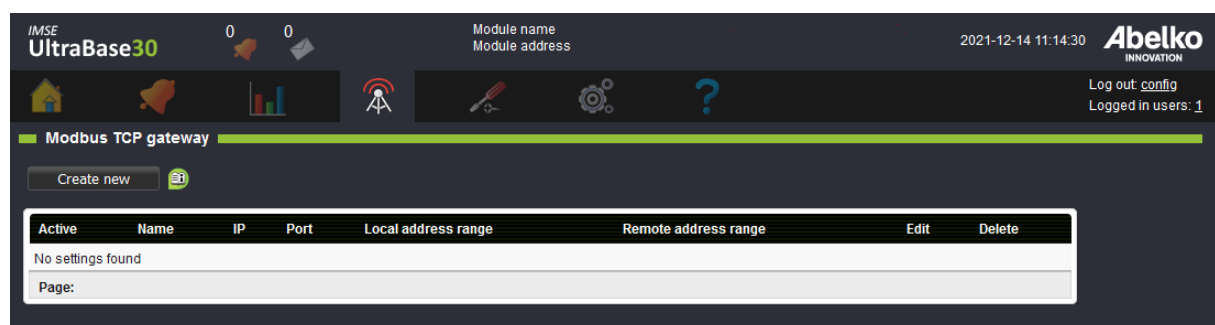 IMSE
UltraBase30
0
0
Module name
Module address
2021-12-14 11:14:30
Abelko
INNOVATION
?
Log out: config
Logged in users: 1
Modbus TCP gateway
Create new
Active Name IP Port Local address range Remote address range Edit Delete
No settings found
Page: